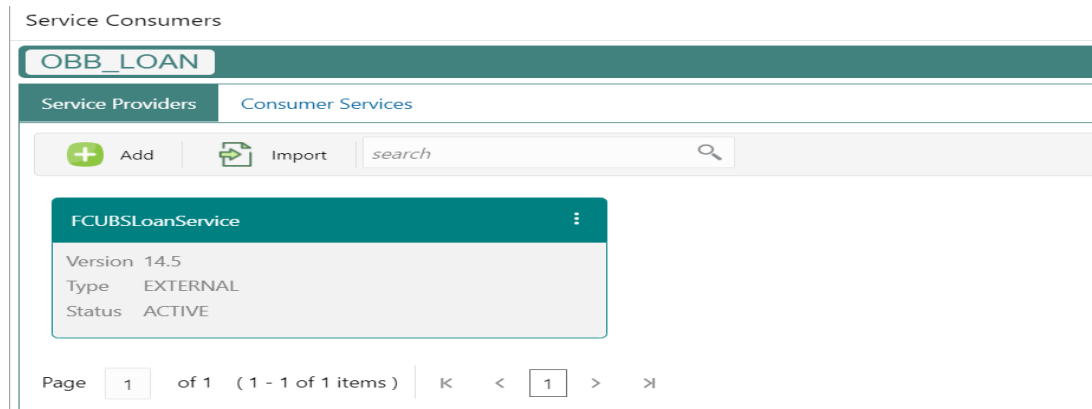 Service Consumers
OBB_LOAN
Service Providers Consumer Services
Add Import search
FCUBSLoanService
Version 14.5
Type EXTERNAL
Status ACTIVE
Page 1 of 1 ( 1 - 1 of 1 items ) 1